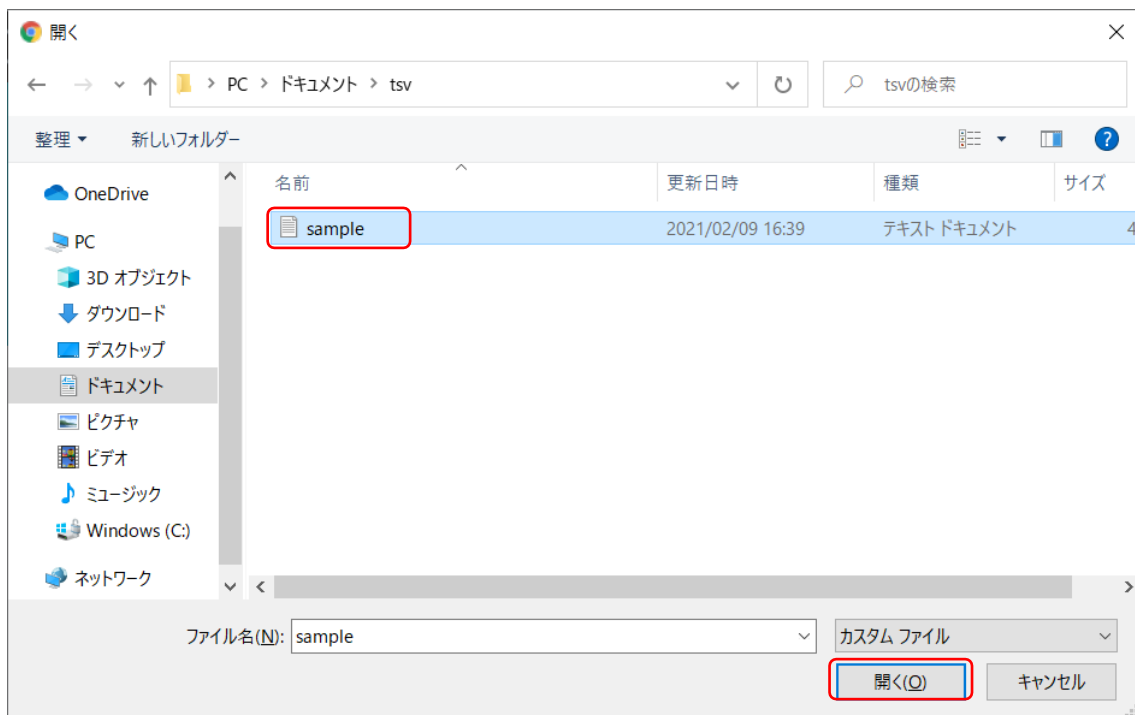 開く
PC > ドキュメント > tsv
tsvの検索
整理
新しいフォルダー
名前
更新日時
種類
サイズ
sample
2021/02/09 16:39
テキスト ドキュメント
4
OneDrive
PC
3D オブジェクト
ダウンロード
デスクトップ
ドキュメント
ピクチャ
ビデオ
ミュージック
Windows (C:)
ネットワーク
ファイル名(N): sample
カスタム ファイル
開く(O)
キャンセル